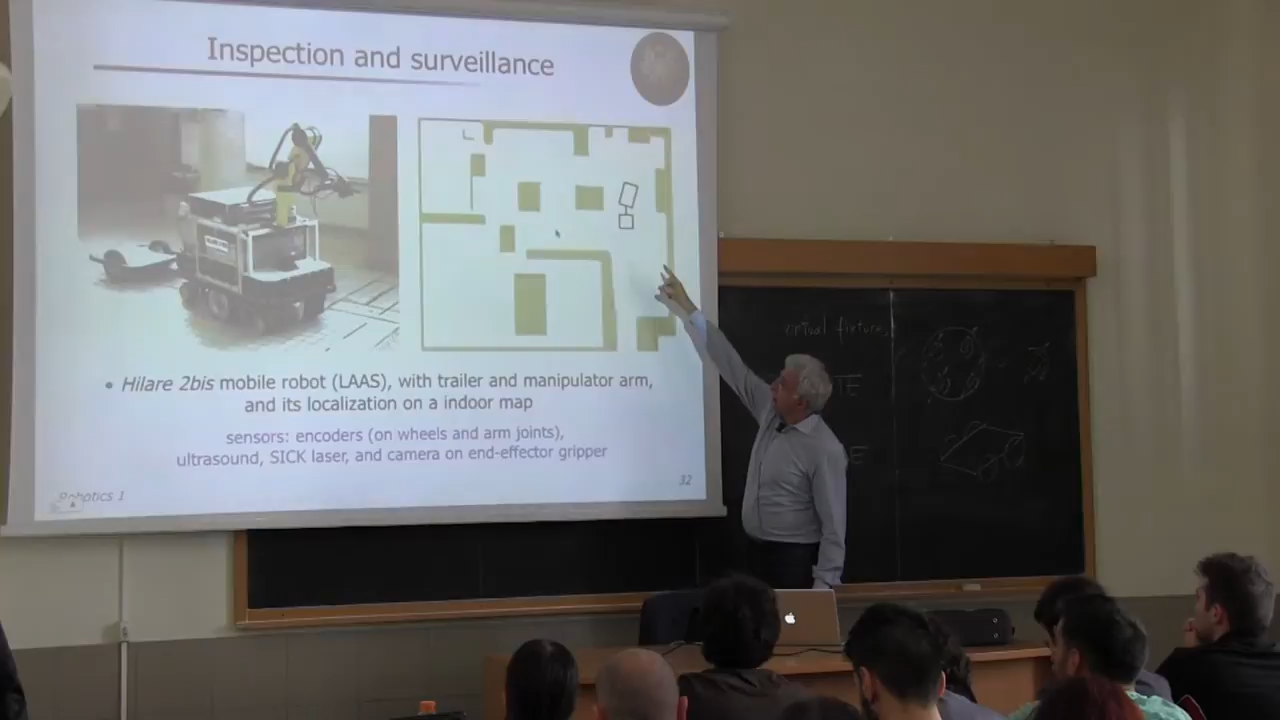 Inspection and surveillance
• Hilare 2bis mobile robot (LAAS), with trailer and manipulator arm,
and its localization on a indoor map
sensors: encoders (on wheels and arm joints),
ultrasound, SICK laser, and camera on end-effector gripper
Robotics 1
32
fixture,